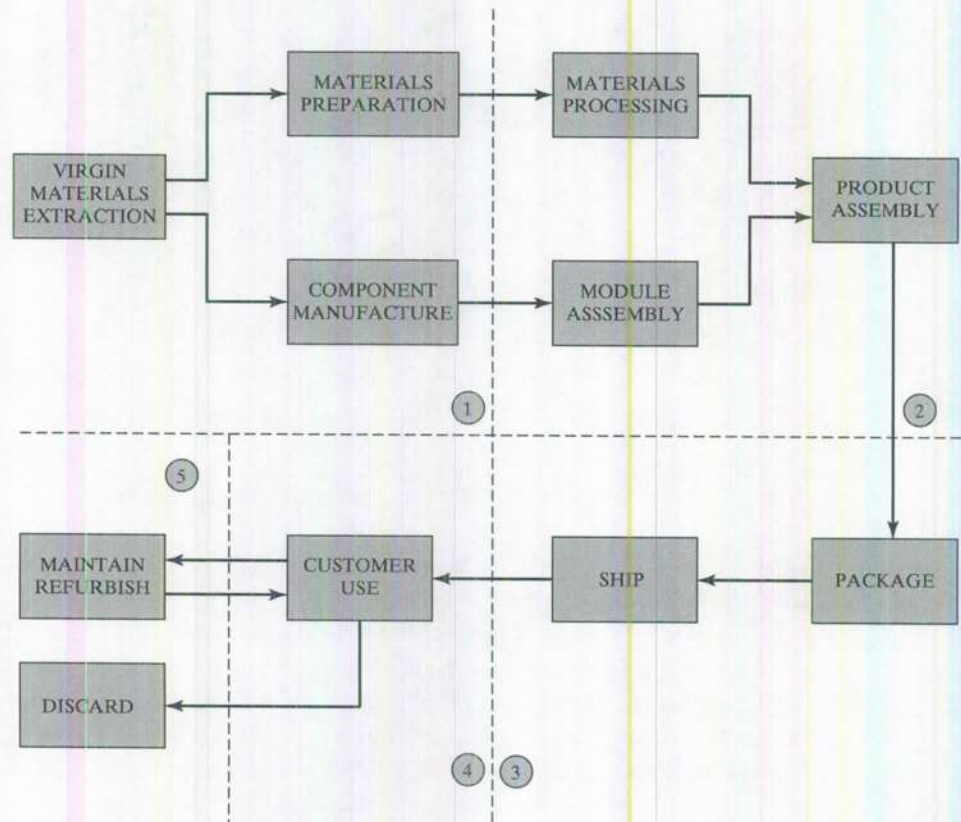 MATERIALS
PREPARATION
MATERIALS
PROCESSING
VIRGIN
MATERIALS
EXTRACTION
PRODUCT
ASSEMBLY
COMPONENT
MANUFACTURE
MODULE
ASSSEMBLY
1
2
5
MAINTAIN
REFURBISH
CUSTOMER
USE
SHIP
PACKAGE
DISCARD
4
3